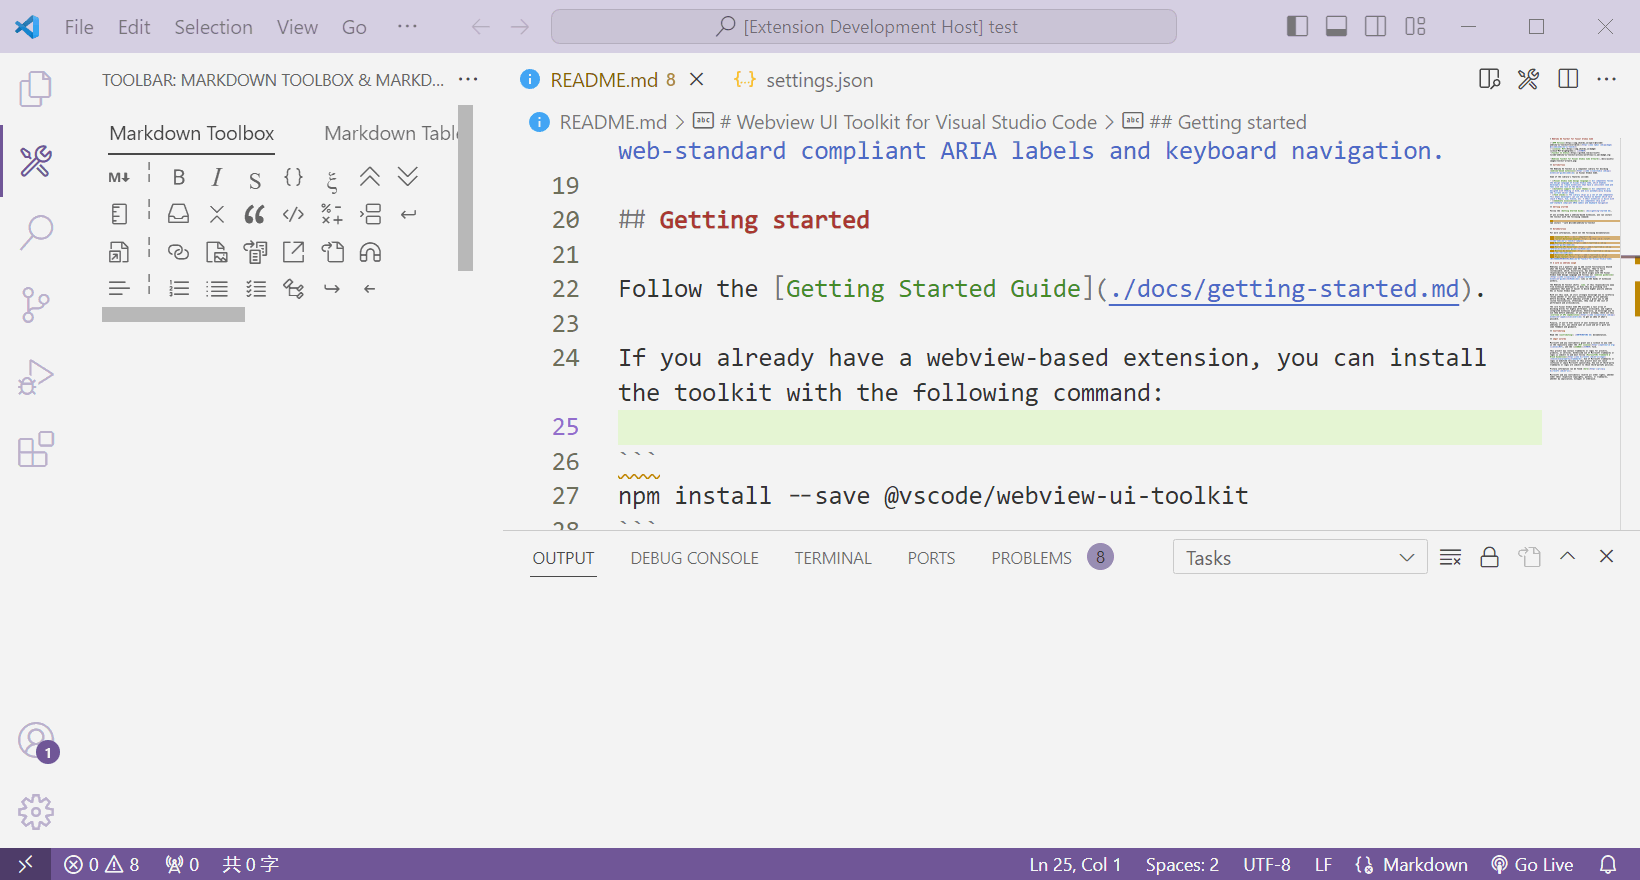 File Edit Selection View Go ··· [Extension Development Host] test
TOOLBAR: MARKDOWN TOOLBOX & MARKD... ···
README.md 8 settings.json
Markdown Toolbox Markdown Tabl
README.md > # Webview UI Toolkit for Visual Studio Code > ## Getting started
web-standard compliant ARIA labels and keyboard navigation.
19
20 ## Getting started
21
22 Follow the [Getting Started Guide](./docs/getting-started.md).
23
24 If you already have a webview-based extension, you can install
the toolkit with the following command:
25
26 ```
27 npm install --save @vscode/webview-ui-toolkit
28 ```
OUTPUT DEBUG CONSOLE TERMINAL PORTS PROBLEMS 8 Tasks
1
0 8 0 共 0 字 Ln 25, Col 1 Spaces: 2 UTF-8 LF Markdown Go Live